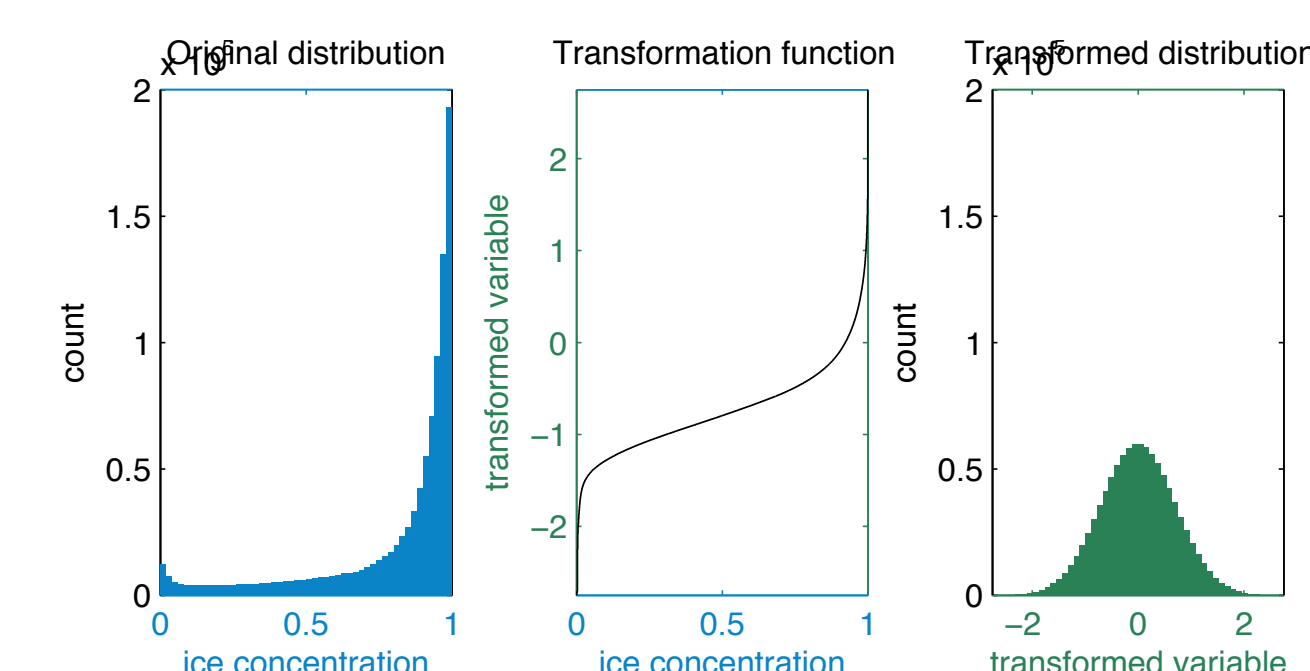 Original distribution
x 10^5
2
1.5
1
0.5
0
count
0 0.5 1
ice concentration
Transformation function
2
1
0
−1
−2
transformed variable
0 0.5 1
ice concentration
Transformed distribution
x 10^5
2
1.5
1
0.5
0
count
−2 0 2
transformed variable